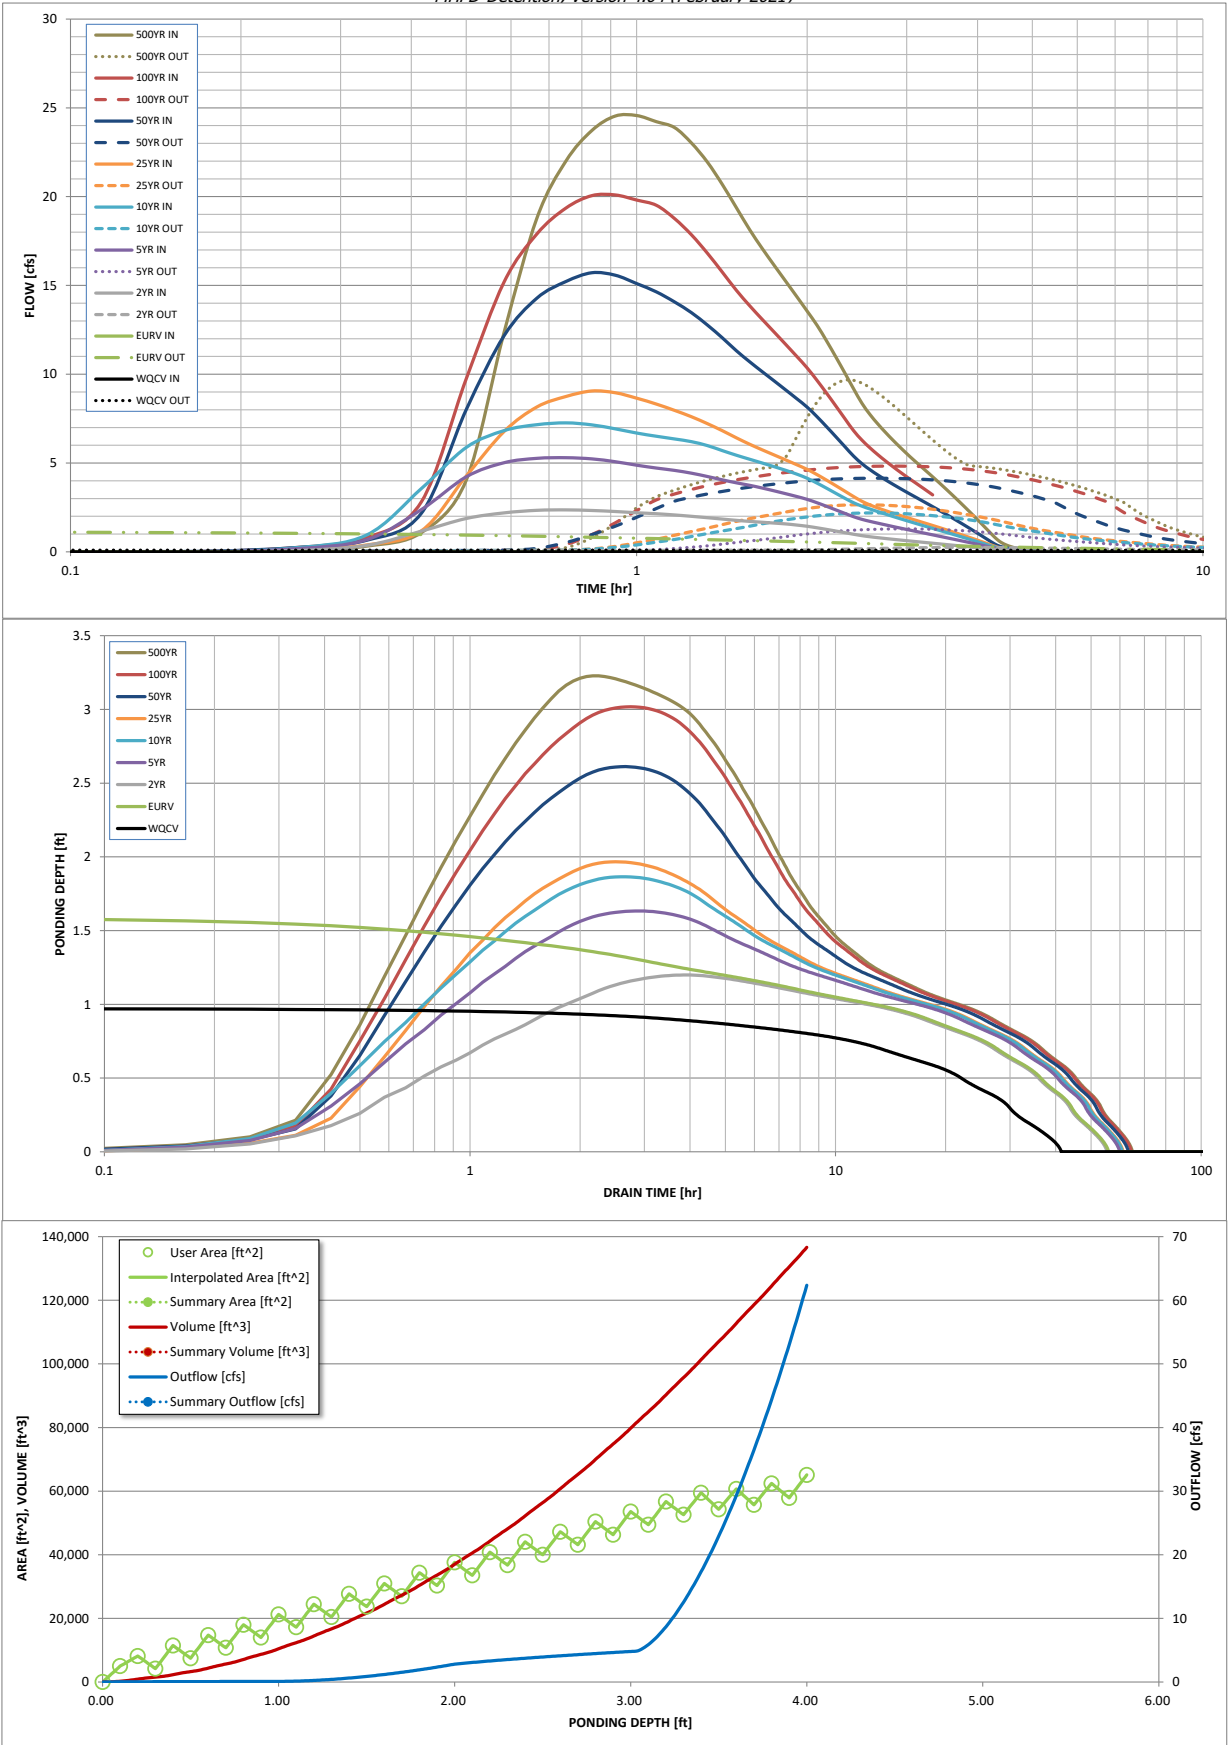 MHFD-Detention, Version 4.04 (February 2021)
30
25
20
15
10
5
0
FLOW [cfs]
500YR IN
500YR OUT
100YR IN
100YR OUT
50YR IN
50YR OUT
25YR IN
25YR OUT
10YR IN
10YR OUT
5YR IN
5YR OUT
2YR IN
2YR OUT
EURV IN
EURV OUT
WQCV IN
WQCV OUT
0.1 1 10
TIME [hr]
3.5
3
2.5
2
1.5
1
0.5
0
PONDING DEPTH [ft]
500YR
100YR
50YR
25YR
10YR
5YR
2YR
EURV
WQCV
0.1 1 10 100
DRAIN TIME [hr]
140,000
120,000
100,000
80,000
60,000
40,000
20,000
0
AREA [ft^2], VOLUME [ft^3]
User Area [ft^2]
Interpolated Area [ft^2]
Summary Area [ft^2]
Volume [ft^3]
Summary Volume [ft^3]
Outflow [cfs]
Summary Outflow [cfs]
70
60
50
40
30
20
10
0
OUTFLOW [cfs]
0.00 1.00 2.00 3.00 4.00 5.00 6.00
PONDING DEPTH [ft]